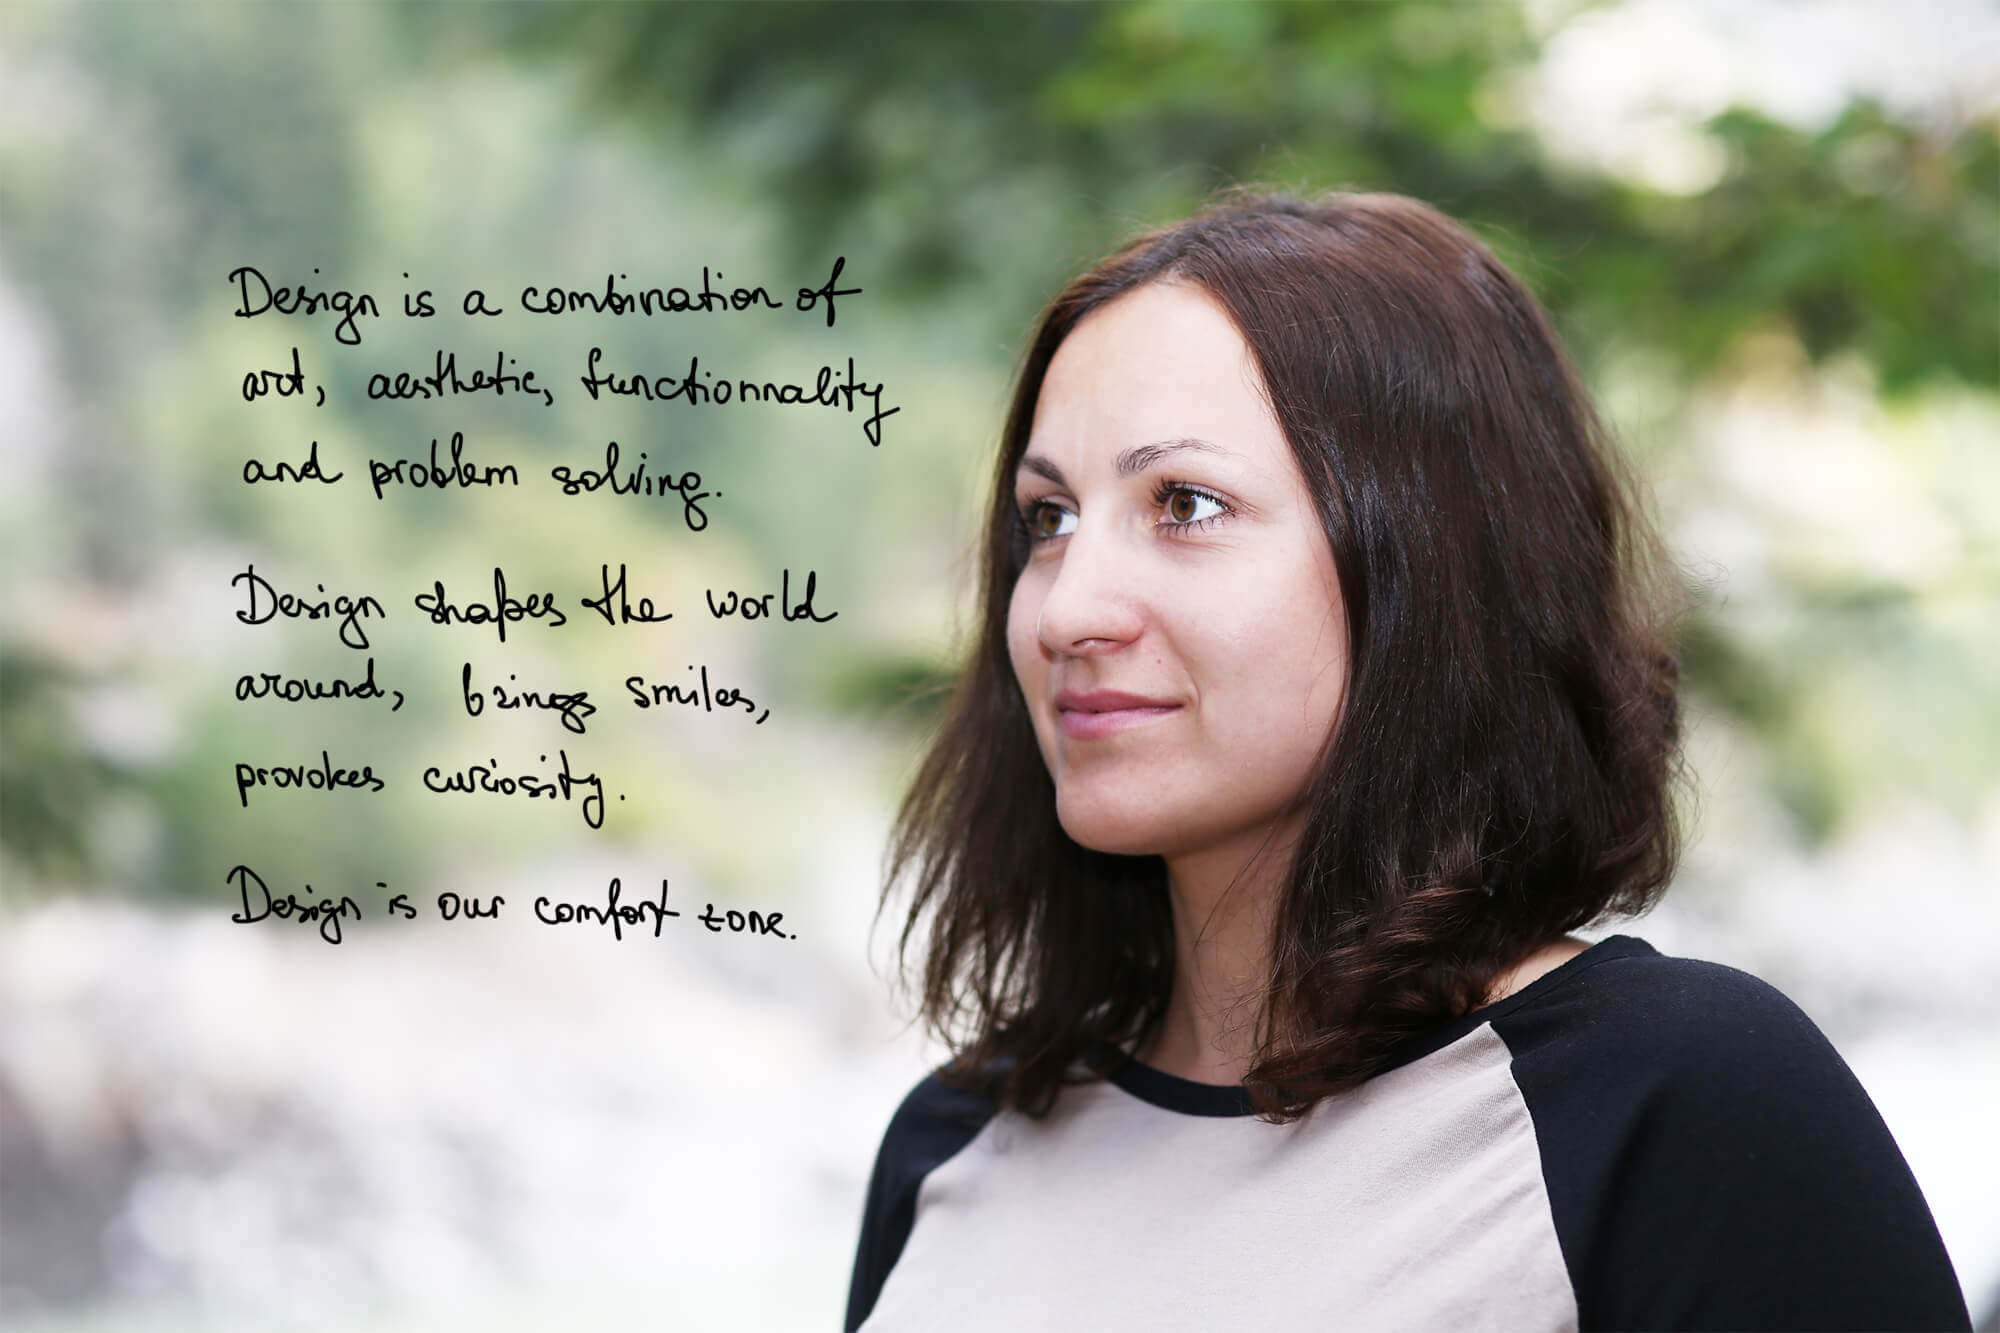 Design is a combination of
art, aesthetic, functionnality
and problem solving.
Design shapes the world
around, brings smiles,
provokes curiosity.
Design is our comfort zone.